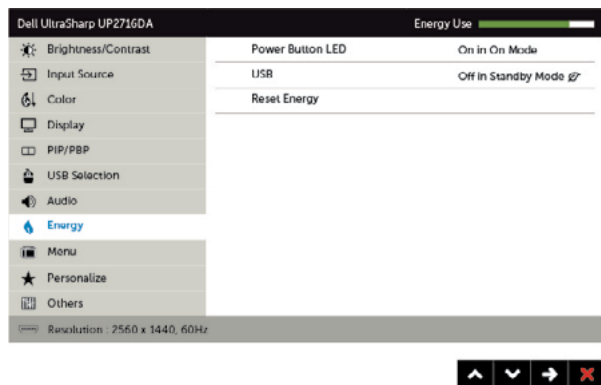 Dell UltraSharp UP2716DA Energy Use
Brightness/Contrast Power Button LED On in On Mode
Input Source USB Off in Standby Mode
Color Reset Energy
Display
PIP/PBP
USB Selection
Audio
Energy
Menu
Personalize
Others
Resolution : 2560 x 1440, 60Hz